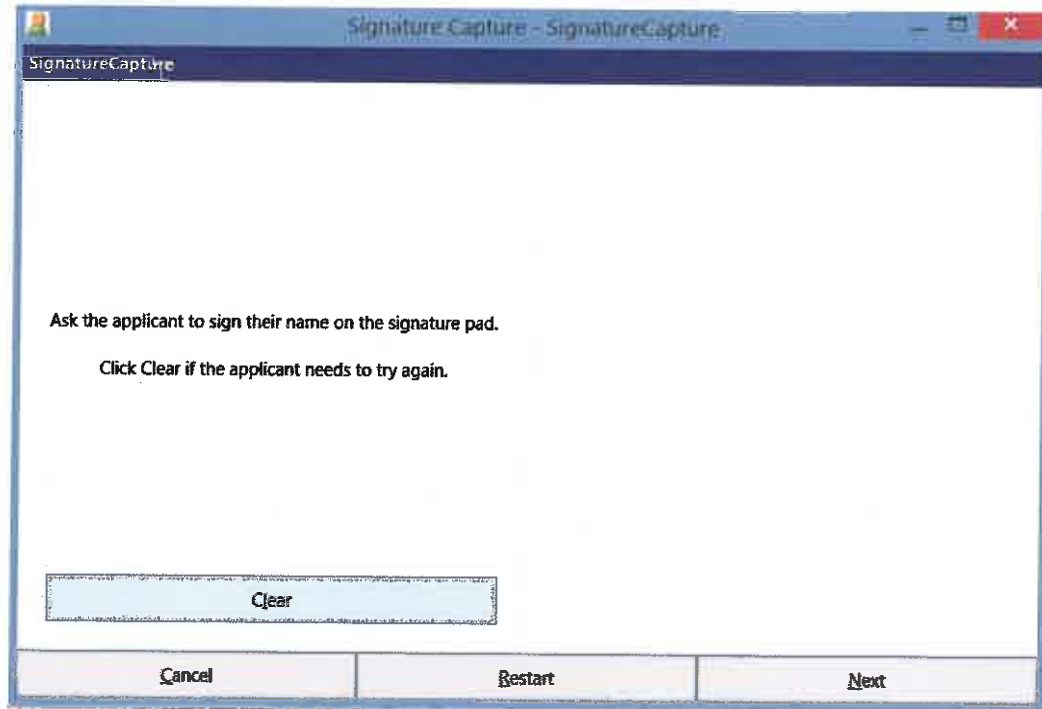 Signature Capture - SignatureCapture
SignatureCapture
Ask the applicant to sign their name on the signature pad.
Click Clear if the applicant needs to try again.
Clear
Cancel Restart Next